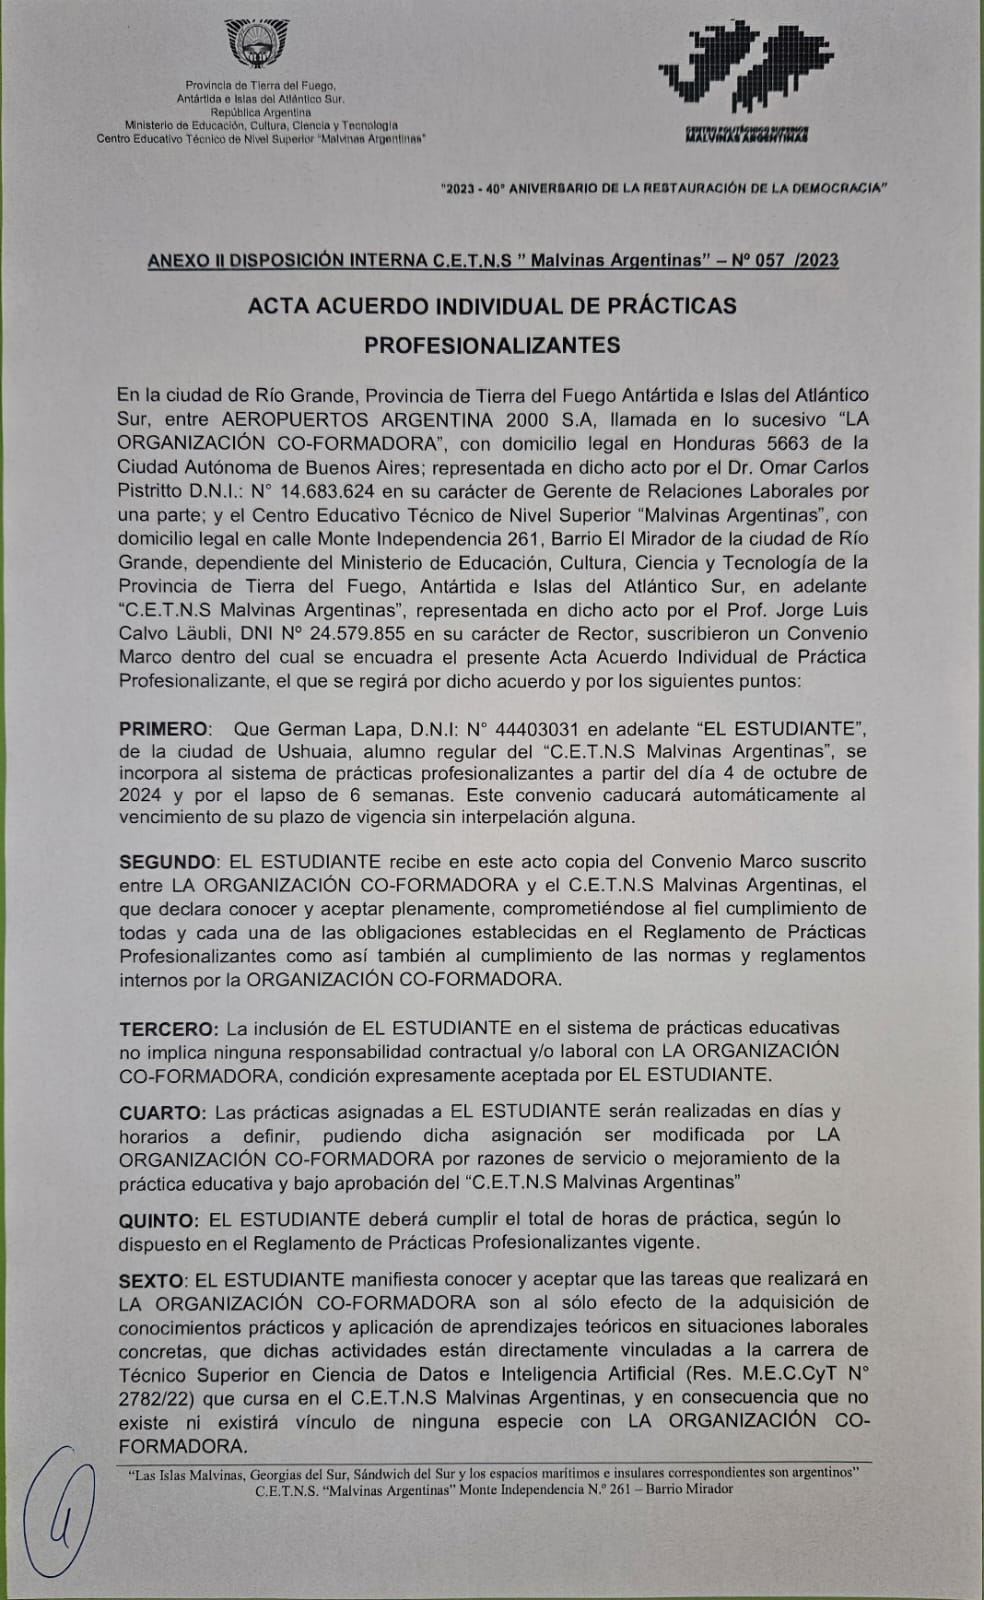 Provincia de Tierra del Fuego,
Antártida e Islas del Atlántico Sur.
República Argentina
Ministerio de Educación, Cultura, Ciencia y Tecnología
Centro Educativo Técnico de Nivel Superior "Malvinas Argentinas"
CENTRO POLITÉCNICO SUPERIOR
MALVINAS ARGENTINAS
"2023 - 40° ANIVERSARIO DE LA RESTAURACIÓN DE LA DEMOCRACIA"
ANEXO II DISPOSICIÓN INTERNA C.E.T.N.S " Malvinas Argentinas" – Nº 057 /2023
ACTA ACUERDO INDIVIDUAL DE PRÁCTICAS
PROFESIONALIZANTES
En la ciudad de Río Grande, Provincia de Tierra del Fuego Antártida e Islas del Atlántico
Sur, entre AEROPUERTOS ARGENTINA 2000 S.A, llamada en lo sucesivo "LA
ORGANIZACIÓN CO-FORMADORA", con domicilio legal en Honduras 5663 de la
Ciudad Autónoma de Buenos Aires; representada en dicho acto por el Dr. Omar Carlos
Pistritto D.N.I.: N° 14.683.624 en su carácter de Gerente de Relaciones Laborales por
una parte; y el Centro Educativo Técnico de Nivel Superior "Malvinas Argentinas", con
domicilio legal en calle Monte Independencia 261, Barrio El Mirador de la ciudad de Río
Grande, dependiente del Ministerio de Educación, Cultura, Ciencia y Tecnología de la
Provincia de Tierra del Fuego, Antártida e Islas del Atlántico Sur, en adelante
"C.E.T.N.S Malvinas Argentinas", representada en dicho acto por el Prof. Jorge Luis
Calvo Läubli, DNI Nº 24.579.855 en su carácter de Rector, suscribieron un Convenio
Marco dentro del cual se encuadra el presente Acta Acuerdo Individual de Práctica
Profesionalizante, el que se regirá por dicho acuerdo y por los siguientes puntos:
PRIMERO: Que German Lapa, D.N.I: N° 44403031 en adelante "EL ESTUDIANTE",
de la ciudad de Ushuaia, alumno regular del "C.E.T.N.S Malvinas Argentinas", se
incorpora al sistema de prácticas profesionalizantes a partir del día 4 de octubre de
2024 y por el lapso de 6 semanas. Este convenio caducará automáticamente al
vencimiento de su plazo de vigencia sin interpelación alguna.
SEGUNDO: EL ESTUDIANTE recibe en este acto copia del Convenio Marco suscrito
entre LA ORGANIZACIÓN CO-FORMADORA y el C.E.T.N.S Malvinas Argentinas, el
que declara conocer y aceptar plenamente, comprometiéndose al fiel cumplimiento de
todas y cada una de las obligaciones establecidas en el Reglamento de Prácticas
Profesionalizantes como así también al cumplimiento de las normas y reglamentos
internos por la ORGANIZACIÓN CO-FORMADORA.
TERCERO: La inclusión de EL ESTUDIANTE en el sistema de prácticas educativas
no implica ninguna responsabilidad contractual y/o laboral con LA ORGANIZACIÓN
CO-FORMADORA, condición expresamente aceptada por EL ESTUDIANTE.
CUARTO: Las prácticas asignadas a EL ESTUDIANTE serán realizadas en días y
horarios a definir, pudiendo dicha asignación ser modificada por LA
ORGANIZACIÓN CO-FORMADORA por razones de servicio o mejoramiento de la
práctica educativa y bajo aprobación del "C.E.T.N.S Malvinas Argentinas"
QUINTO: EL ESTUDIANTE deberá cumplir el total de horas de práctica, según lo
dispuesto en el Reglamento de Prácticas Profesionalizantes vigente.
SEXTO: EL ESTUDIANTE manifiesta conocer y aceptar que las tareas que realizará en
LA ORGANIZACIÓN CO-FORMADORA son al sólo efecto de la adquisición de
conocimientos prácticos y aplicación de aprendizajes teóricos en situaciones laborales
concretas, que dichas actividades están directamente vinculadas a la carrera de
Técnico Superior en Ciencia de Datos e Inteligencia Artificial (Res. M.E.C.CyT N°
2782/22) que cursa en el C.E.T.N.S Malvinas Argentinas, y en consecuencia que no
existe ni existirá vínculo de ninguna especie con LA ORGANIZACIÓN CO-
FORMADORA.
"Las Islas Malvinas, Georgias del Sur, Sándwich del Sur y los espacios marítimos e insulares correspondientes son argentinos"
C.E.T.N.S. "Malvinas Argentinas" Monte Independencia N.º 261 – Barrio Mirador